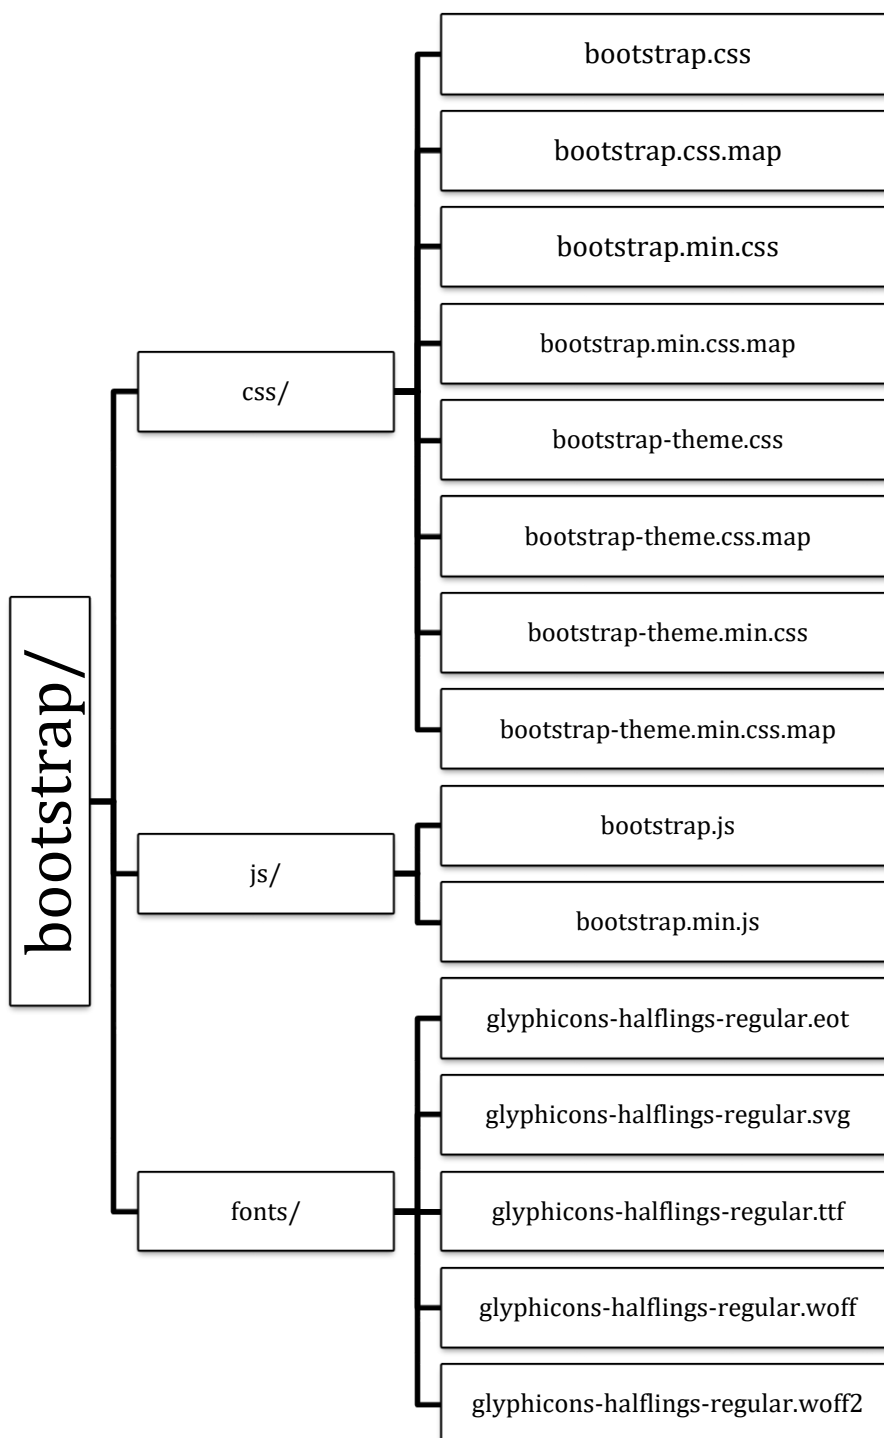 bootstrap/
css/
bootstrap.css
bootstrap.css.map
bootstrap.min.css
bootstrap.min.css.map
bootstrap-theme.css
bootstrap-theme.css.map
bootstrap-theme.min.css
bootstrap-theme.min.css.map
js/
bootstrap.js
bootstrap.min.js
fonts/
glyphicons-halflings-regular.eot
glyphicons-halflings-regular.svg
glyphicons-halflings-regular.ttf
glyphicons-halflings-regular.woff
glyphicons-halflings-regular.woff2